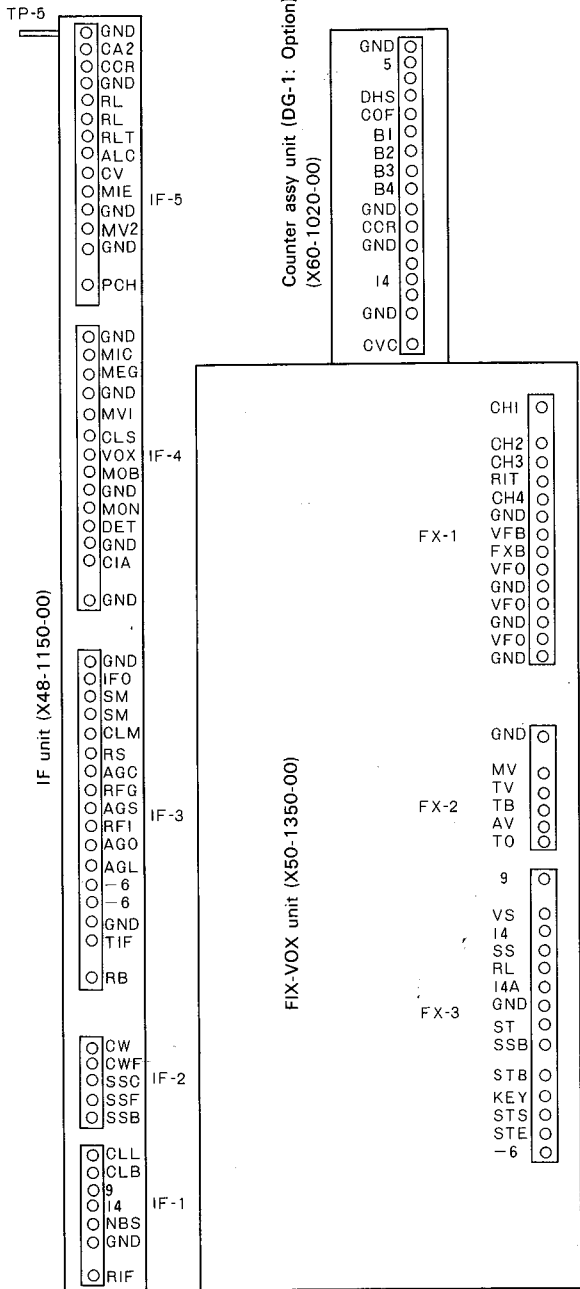 TP-5
GND
CA2
CCR
GND
RL
RL
RLT
ALC
CV
MIE
GND
MV2
GND
PCH
IF-5
GND
MIC
MEG
GND
MVI
CLS
VOX
MOB
GND
MON
DET
GND
CIA
GND
IF-4
IF unit (X48-1150-00)
GND
IFO
SM
SM
CLM
RS
AGC
RFG
AGS
RFI
AGO
AGL
-6
-6
GND
TIF
RB
IF-3
CW
CWF
SSC
SSF
SSB
IF-2
CLL
CLB
9
14
NBS
GND
RIF
IF-1
Counter assy unit (DG-1: Option)
(X60-1020-00)
GND
5
DHS
COF
B1
B2
B3
B4
GND
CCR
GND
14
GND
CVC
FIX-VOX unit (X50-1350-00)
FX-1
CH1
CH2
CH3
RIT
CH4
GND
VFB
FXB
VFO
GND
VFO
GND
VFO
GND
FX-2
GND
MV
TV
TB
AV
TO
FX-3
9
VS
14
SS
RL
14A
GND
ST
SSB
STB
KEY
STS
STE
-6